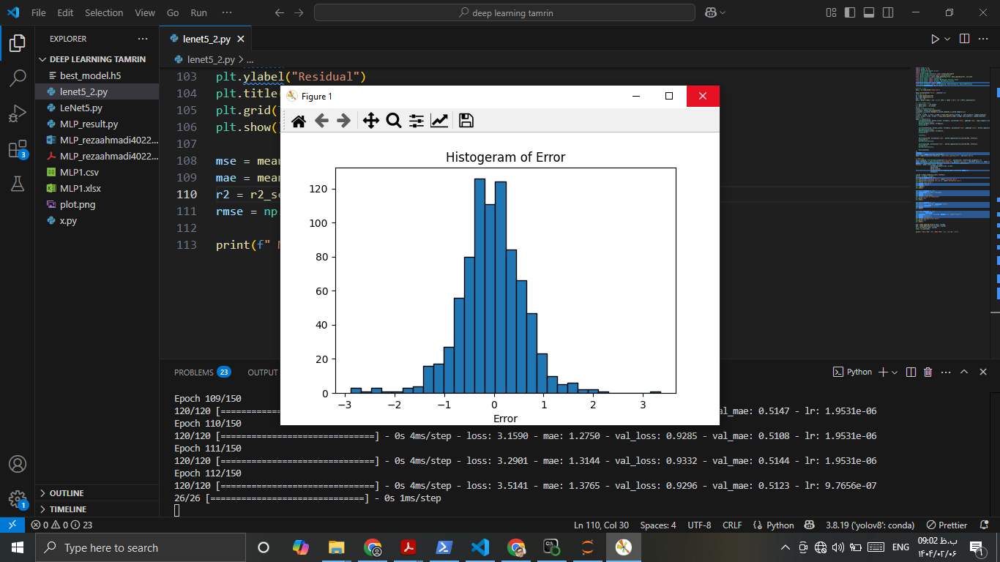 File Edit Selection View Go Run ···
deep learning tamrin
EXPLORER
DEEP LEARNING TAMRIN
best_model.h5
lenet5_2.py
LeNet5.py
MLP_result.py
MLP_rezaahmadi4022...
MLP_rezaahmadi4022...
MLP1.csv
MLP1.xlsx
plot.png
x.py
OUTLINE
TIMELINE
3
1
lenet5_2.py
lenet5_2.py > ...
103 plt.ylabel("Residual")
104 plt.title
105 plt.grid(
106 plt.show(
107
108 mse = mean
109 mae = mean
110 r2 = r2_s
111 rmse = np
112
113 print(f"
Figure 1
Histogeram of Error
120
100
80
60
40
20
0
−3 −2 −1 0 1 2 3
Error
PROBLEMS 23 OUTPUT
Python
Epoch 109/150
120/120 [============ val_mae: 0.5147 - lr: 1.9531e-06
Epoch 110/150
120/120 [==============================] - 0s 4ms/step - loss: 3.1590 - mae: 1.2750 - val_loss: 0.9285 - val_mae: 0.5108 - lr: 1.9531e-06
Epoch 111/150
120/120 [==============================] - 0s 4ms/step - loss: 3.2901 - mae: 1.3144 - val_loss: 0.9332 - val_mae: 0.5144 - lr: 1.9531e-06
Epoch 112/150
120/120 [==============================] - 0s 4ms/step - loss: 3.5141 - mae: 1.3765 - val_loss: 0.9296 - val_mae: 0.5123 - lr: 9.7656e-07
26/26 [==============================] - 0s 1ms/step
0 0 23
Ln 110, Col 30 Spaces: 4 UTF-8 CRLF Python 3.8.19 ('yolov8': conda) Prettier
Type here to search
ENG
09:02 ب.ظ
۱۴۰۴/۰۲/۰۶
1